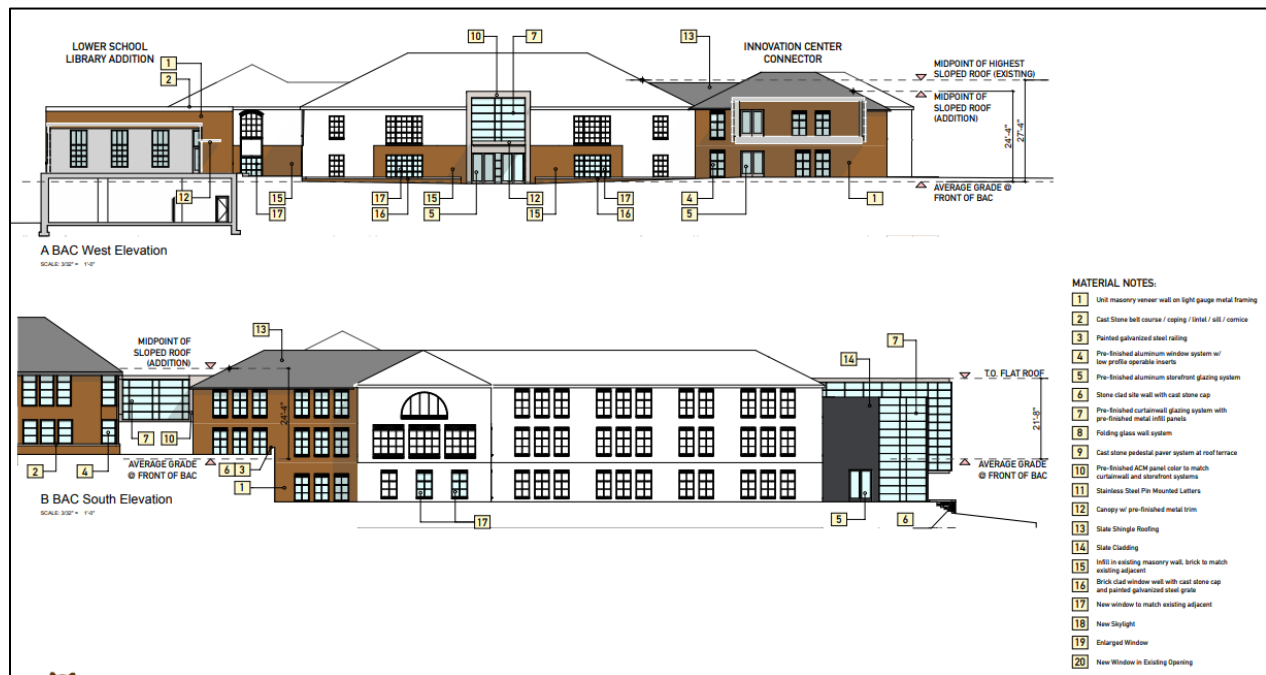 LOWER SCHOOL
LIBRARY ADDITION
1
2
10
7
13
INNOVATION CENTER
CONNECTOR
MIDPOINT OF HIGHEST
SLOPED ROOF (EXISTING)
MIDPOINT OF
SLOPED ROOF
(ADDITION)
24'-4"
27'-4"
AVERAGE GRADE @
FRONT OF BAC
12
15
17
17
16
15
5
12
15
17
16
4
5
1
A BAC West Elevation
SCALE: 3/32" = 1'-0"
MIDPOINT OF
SLOPED ROOF
(ADDITION)
13
14
7
T.O. FLAT ROOF
24'-4"
21'-8"
2
4
7
10
AVERAGE GRADE
@ FRONT OF BAC
6
3
1
17
5
6
AVERAGE GRADE
@ FRONT OF BAC
B BAC South Elevation
SCALE: 3/32" = 1'-0"
MATERIAL NOTES:
1 Unit masonry veneer wall on light gauge metal framing
2 Cast Stone belt course / coping / lintel / sill / cornice
3 Painted galvanized steel railing
4 Pre-finished aluminum window system w/
low profile operable inserts
5 Pre-finished aluminum storefront glazing system
6 Stone clad site wall with cast stone cap
7 Pre-finished curtainwall glazing system with
pre-finished metal infill panels
8 Folding glass wall system
9 Cast stone pedestal paver system at roof terrace
10 Pre-finished ACM panel color to match
curtainwall and storefront systems
11 Stainless Steel Pin Mounted Letters
12 Canopy w/ pre-finished metal trim
13 Slate Shingle Roofing
14 Slate Cladding
15 Infill in existing masonry wall, brick to match
existing adjacent
16 Brick clad window well with cast stone cap
and painted galvanized steel grate
17 New window to match existing adjacent
18 New Skylight
19 Enlarged Window
20 New Window in Existing Opening